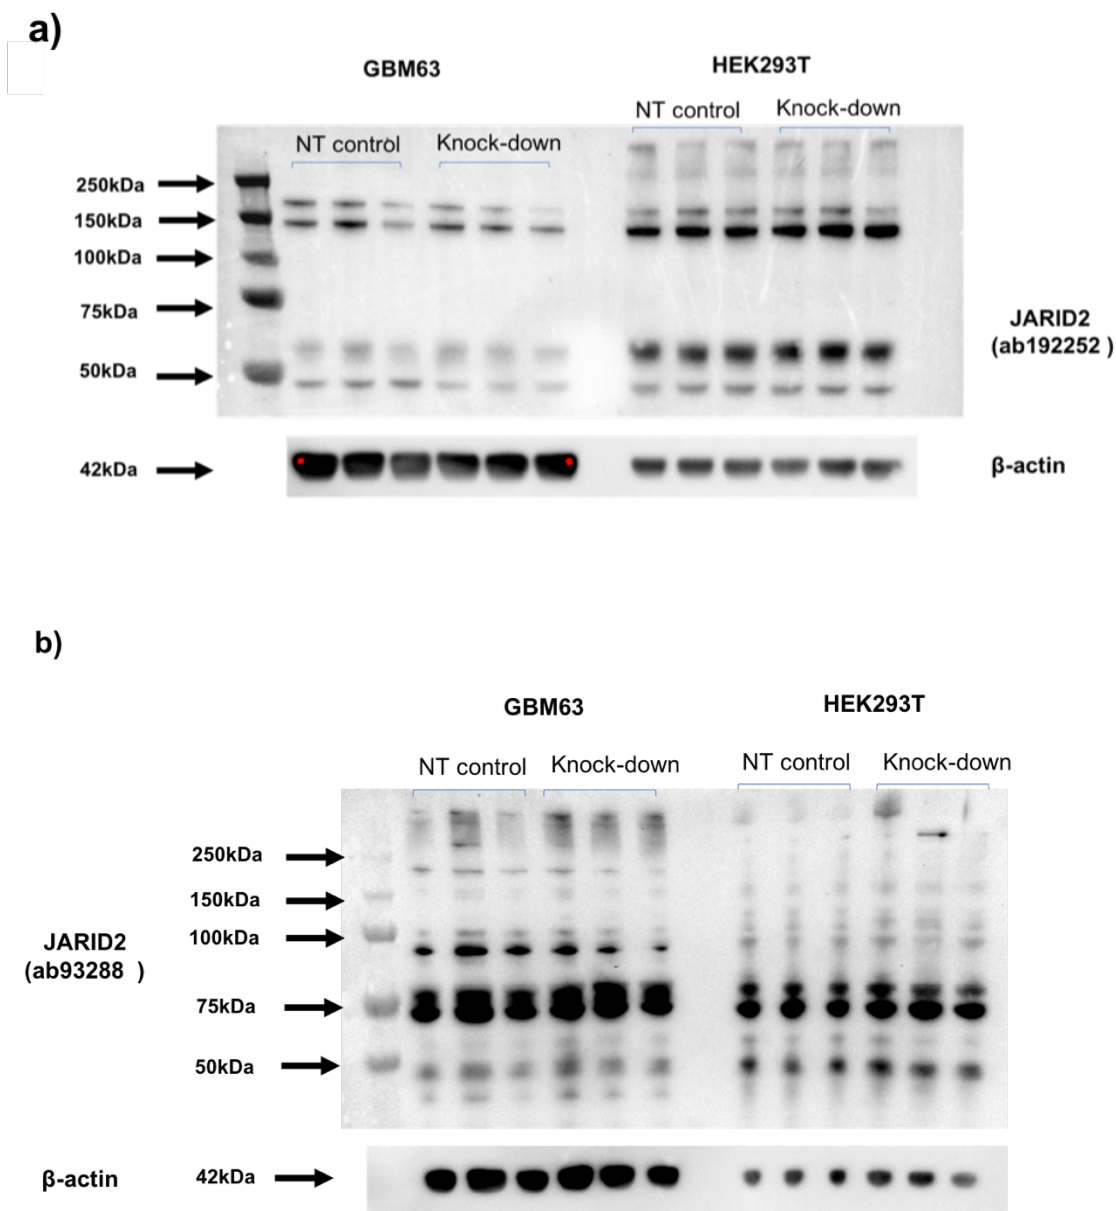 a)
GBM63
HEK293T
NT control
Knock-down
NT control
Knock-down
250kDa
150kDa
100kDa
75kDa
50kDa
JARID2
(ab192252 )
42kDa
β-actin
b)
GBM63
HEK293T
NT control
Knock-down
NT control
Knock-down
250kDa
150kDa
100kDa
JARID2
(ab93288 )
75kDa
50kDa
β-actin
42kDa